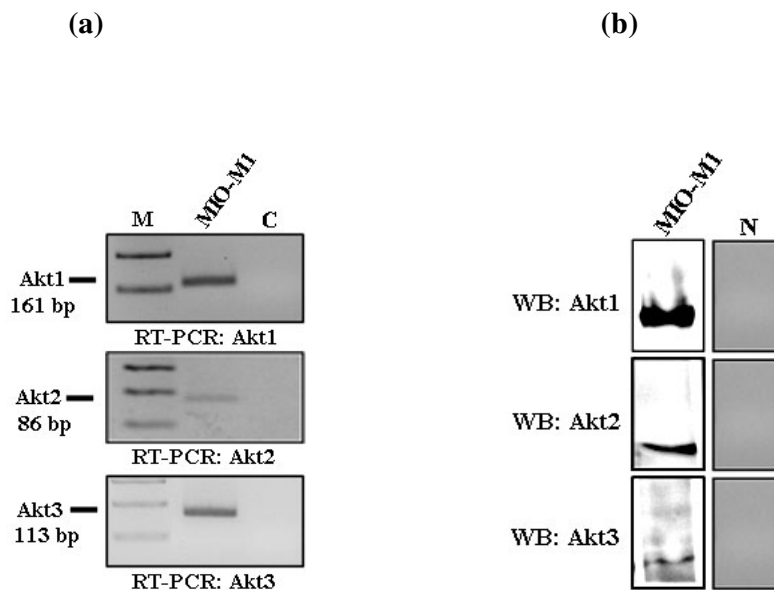 (a)
M MIO-M1 C
Akt1
161 bp
RT-PCR: Akt1
Akt2
86 bp
RT-PCR: Akt2
Akt3
113 bp
RT-PCR: Akt3
(b)
MIO-M1 N
WB: Akt1
WB: Akt2
WB: Akt3